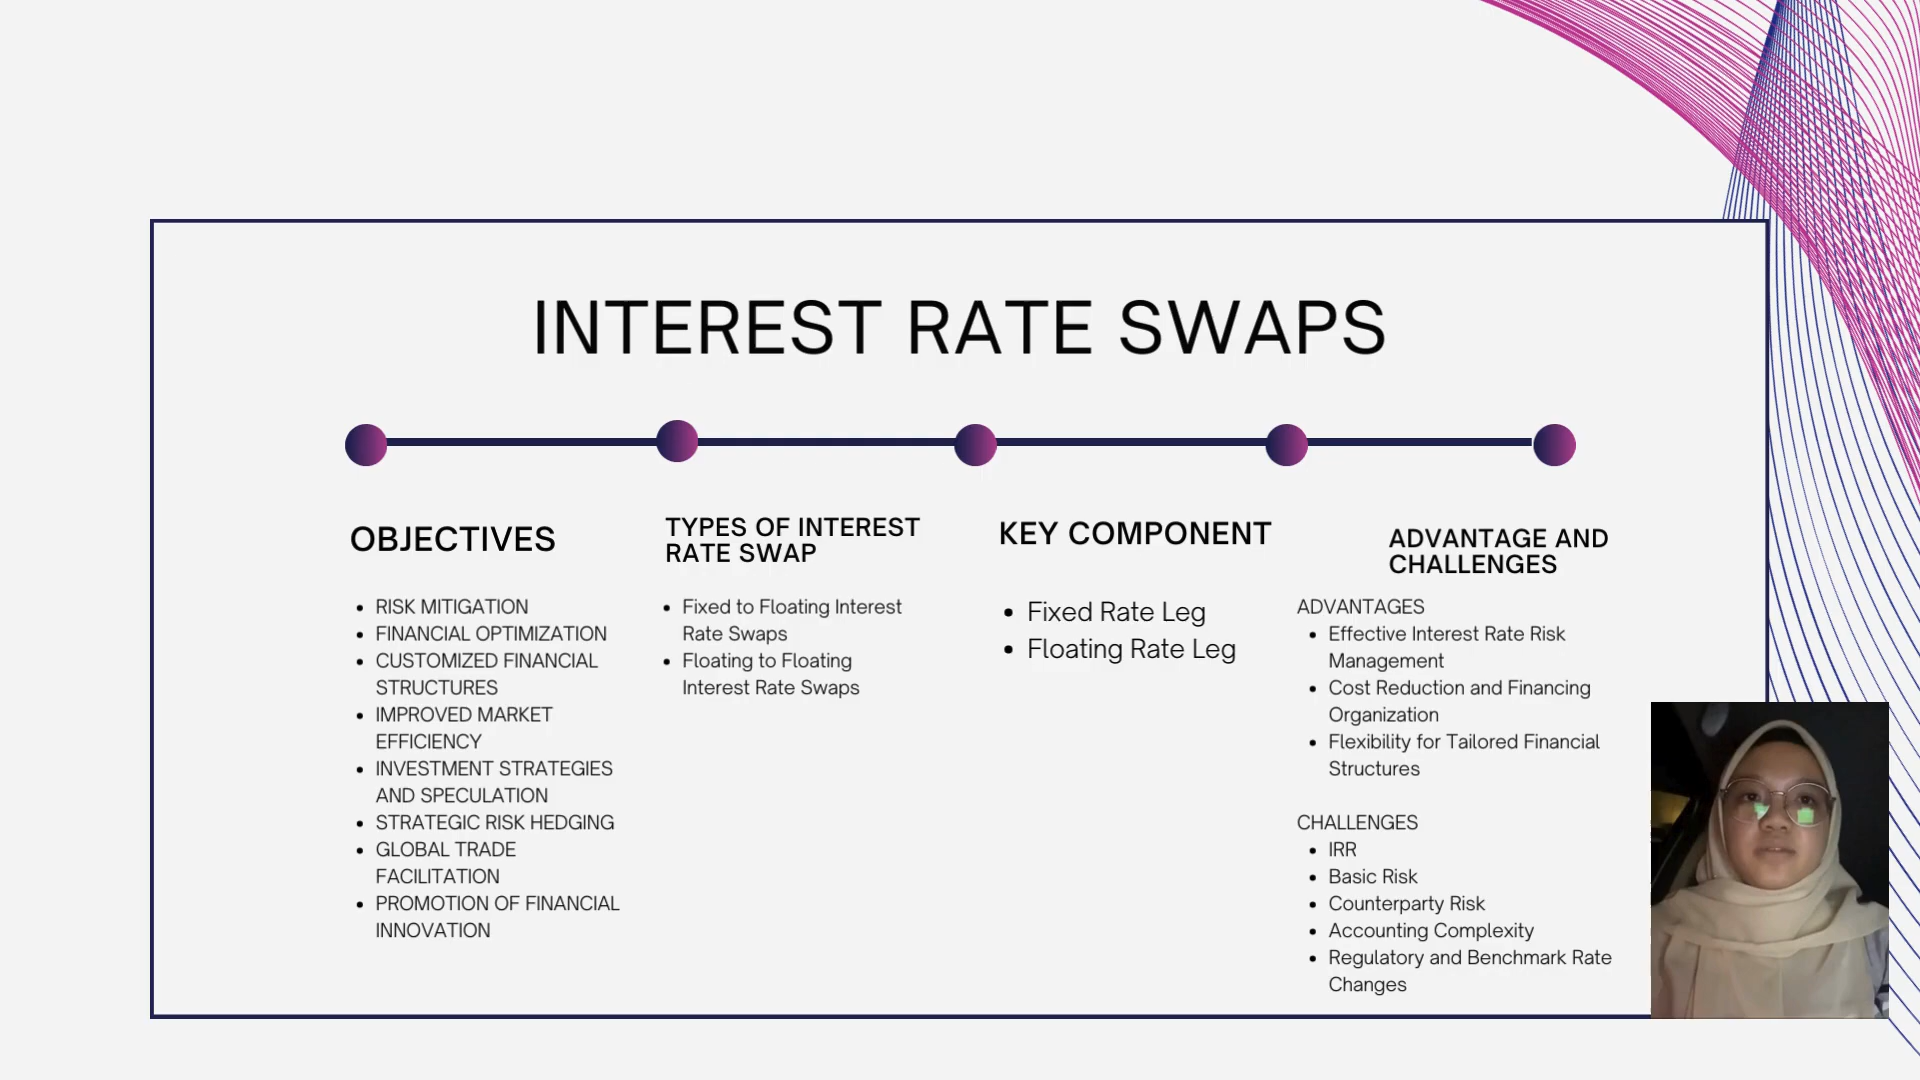 INTEREST RATE SWAPS
OBJECTIVES
• RISK MITIGATION
• FINANCIAL OPTIMIZATION
• CUSTOMIZED FINANCIAL
STRUCTURES
• IMPROVED MARKET
EFFICIENCY
• INVESTMENT STRATEGIES
AND SPECULATION
• STRATEGIC RISK HEDGING
• GLOBAL TRADE
FACILITATION
• PROMOTION OF FINANCIAL
INNOVATION
TYPES OF INTEREST
RATE SWAP
• Fixed to Floating Interest
Rate Swaps
• Floating to Floating
Interest Rate Swaps
KEY COMPONENT
• Fixed Rate Leg
• Floating Rate Leg
ADVANTAGE AND
CHALLENGES
ADVANTAGES
• Effective Interest Rate Risk
Management
• Cost Reduction and Financing
Organization
• Flexibility for Tailored Financial
Structures
CHALLENGES
• IRR
• Basic Risk
• Counterparty Risk
• Accounting Complexity
• Regulatory and Benchmark Rate
Changes